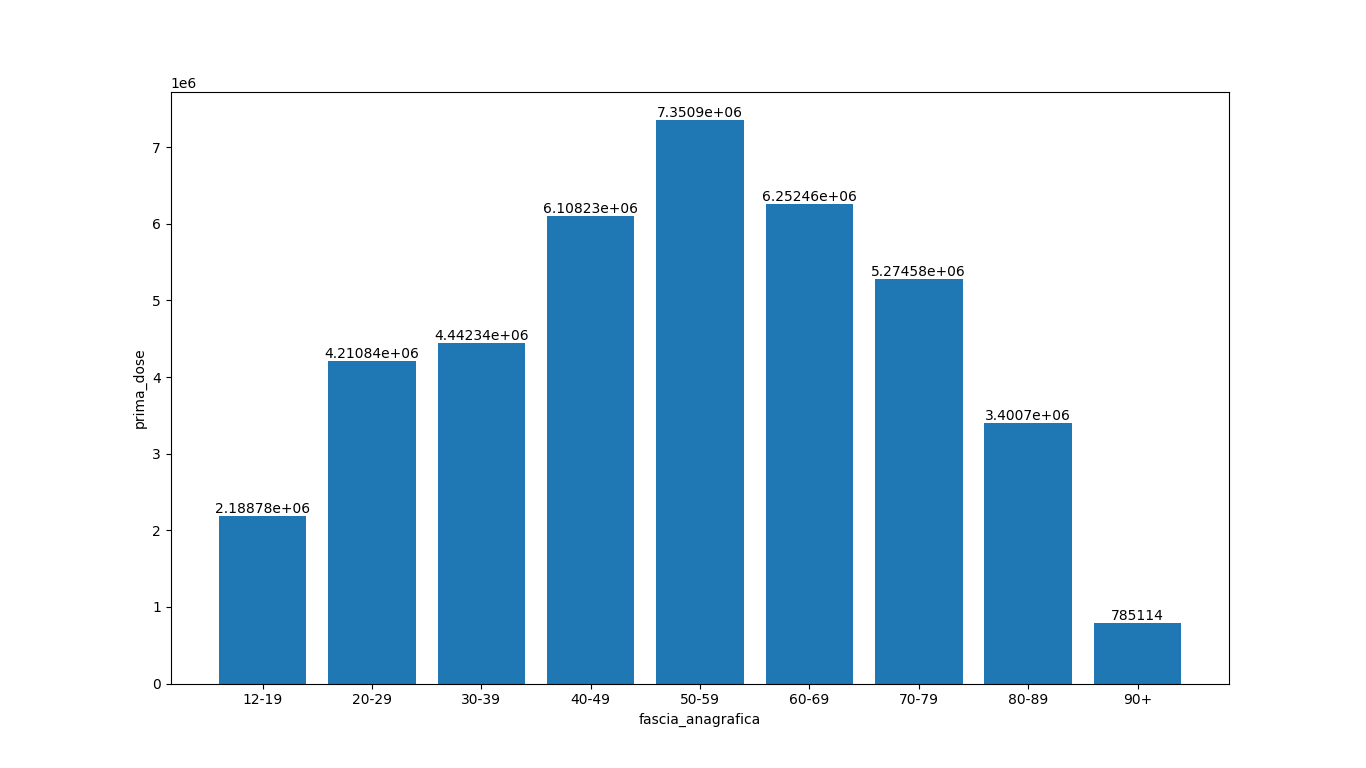 1e6
7.3509e+06
7
6.25246e+06
6.10823e+06
6
5.27458e+06
5
4.44234e+06
4.21084e+06
4
3.4007e+06
3
2.18878e+06
2
785114
1
0
prima_dose
12-19 20-29 30-39 40-49 50-59 60-69 70-79 80-89 90+
fascia_anagrafica